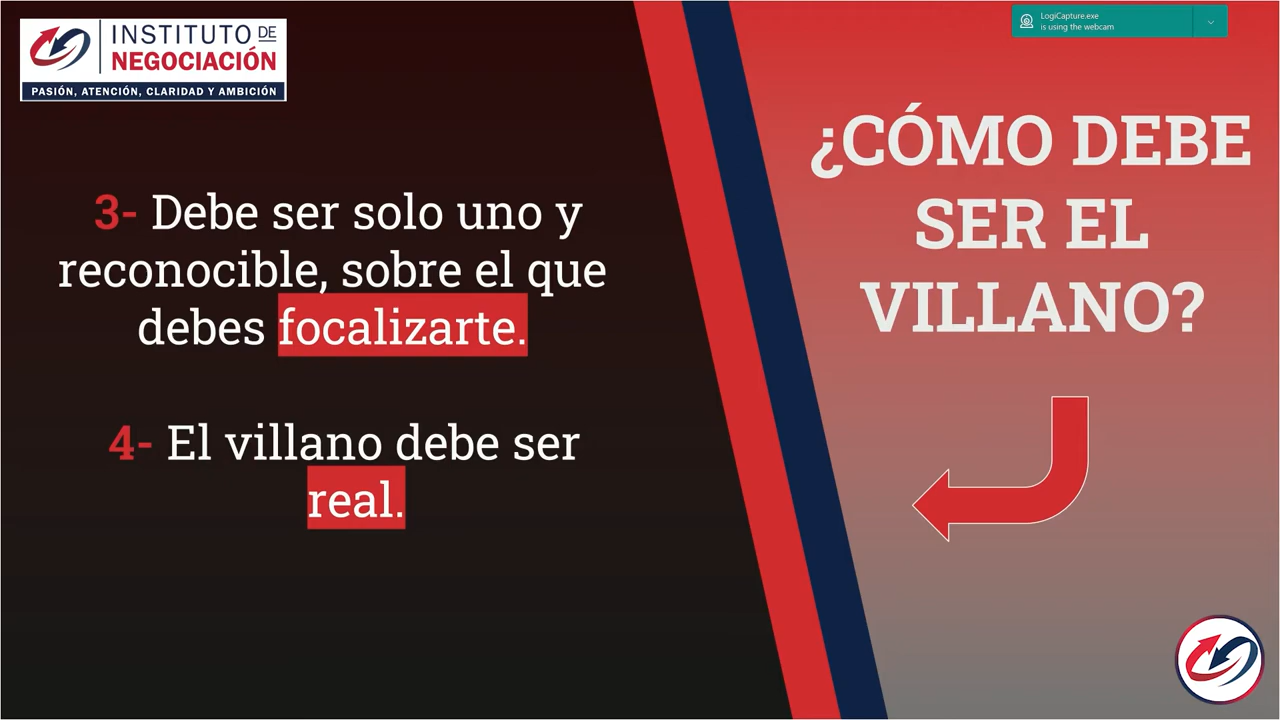 INSTITUTO DE
NEGOCIACIÓN
PASIÓN, ATENCIÓN, CLARIDAD Y AMBICIÓN
LogiCapture.exe
is using the webcam
¿CÓMO DEBE
SER EL
VILLANO?
3- Debe ser solo uno y
reconocible, sobre el que
debes focalizarte.
4- El villano debe ser
real.